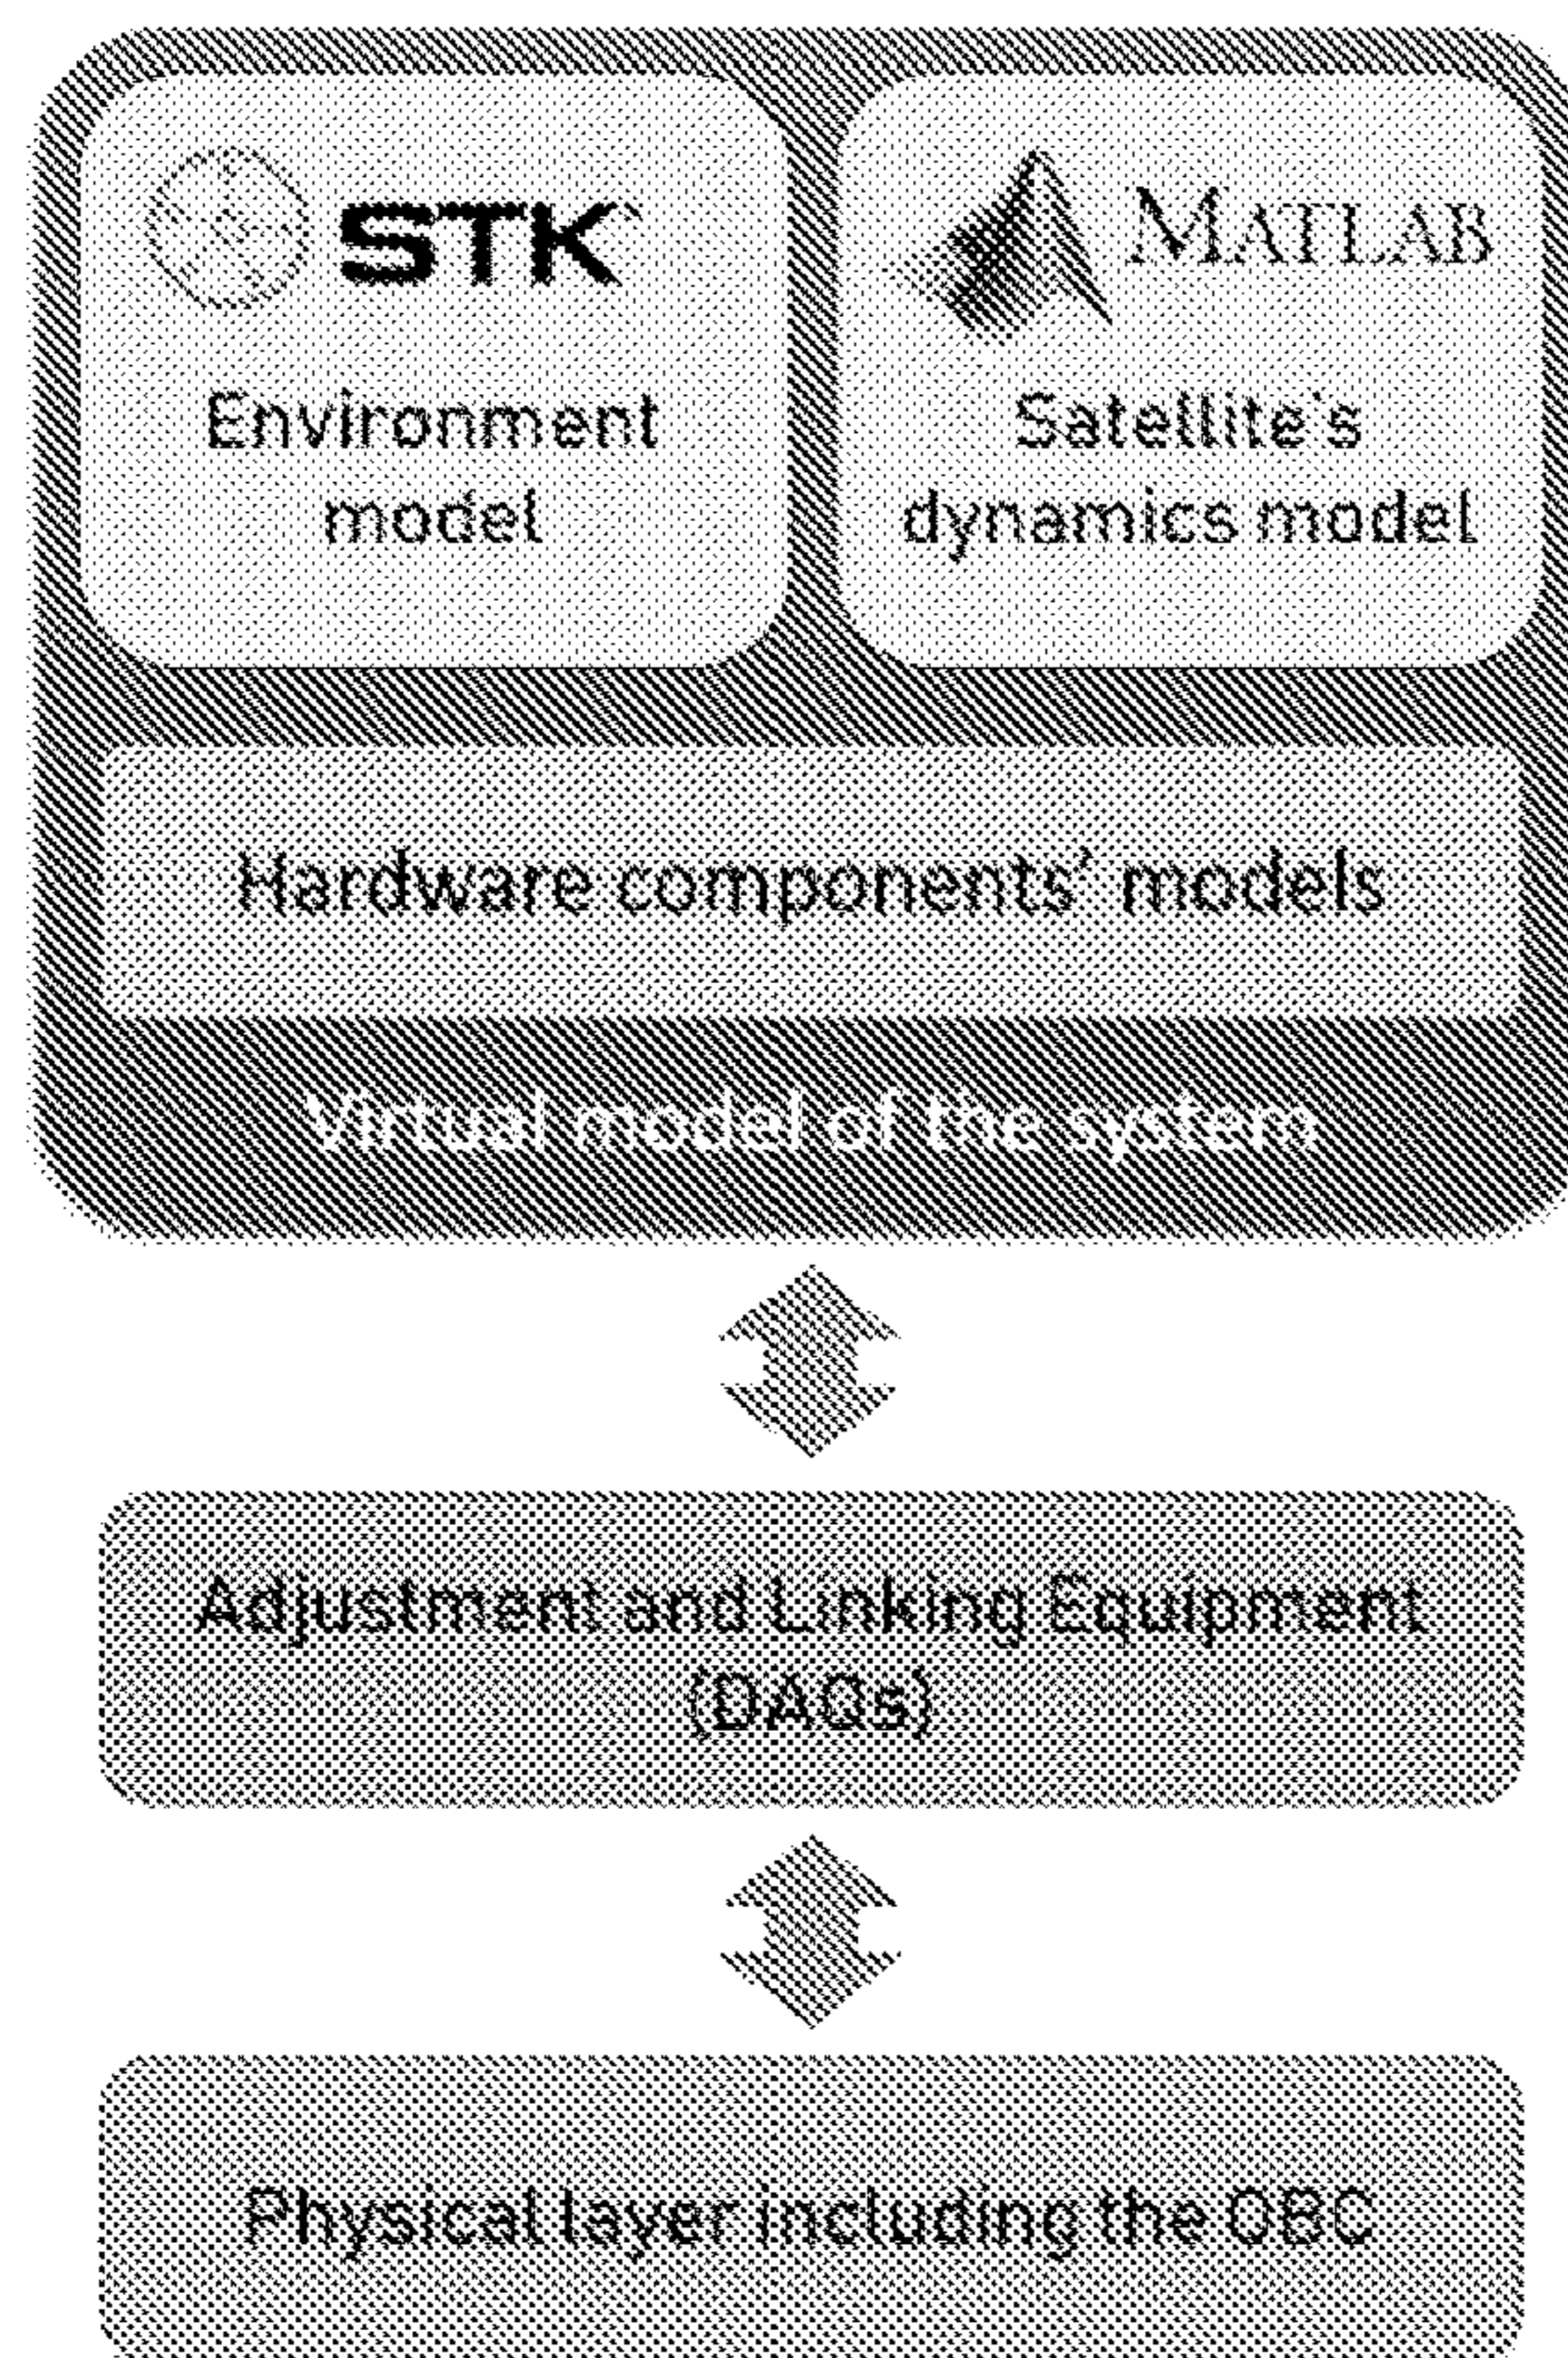 STK
Environment
model
MATLAB
Satellite's
dynamics model
Hardware components' models
Virtual model of the system
Adjustment and Linking Equipment
(DAQs)
Physical layer including the OBC